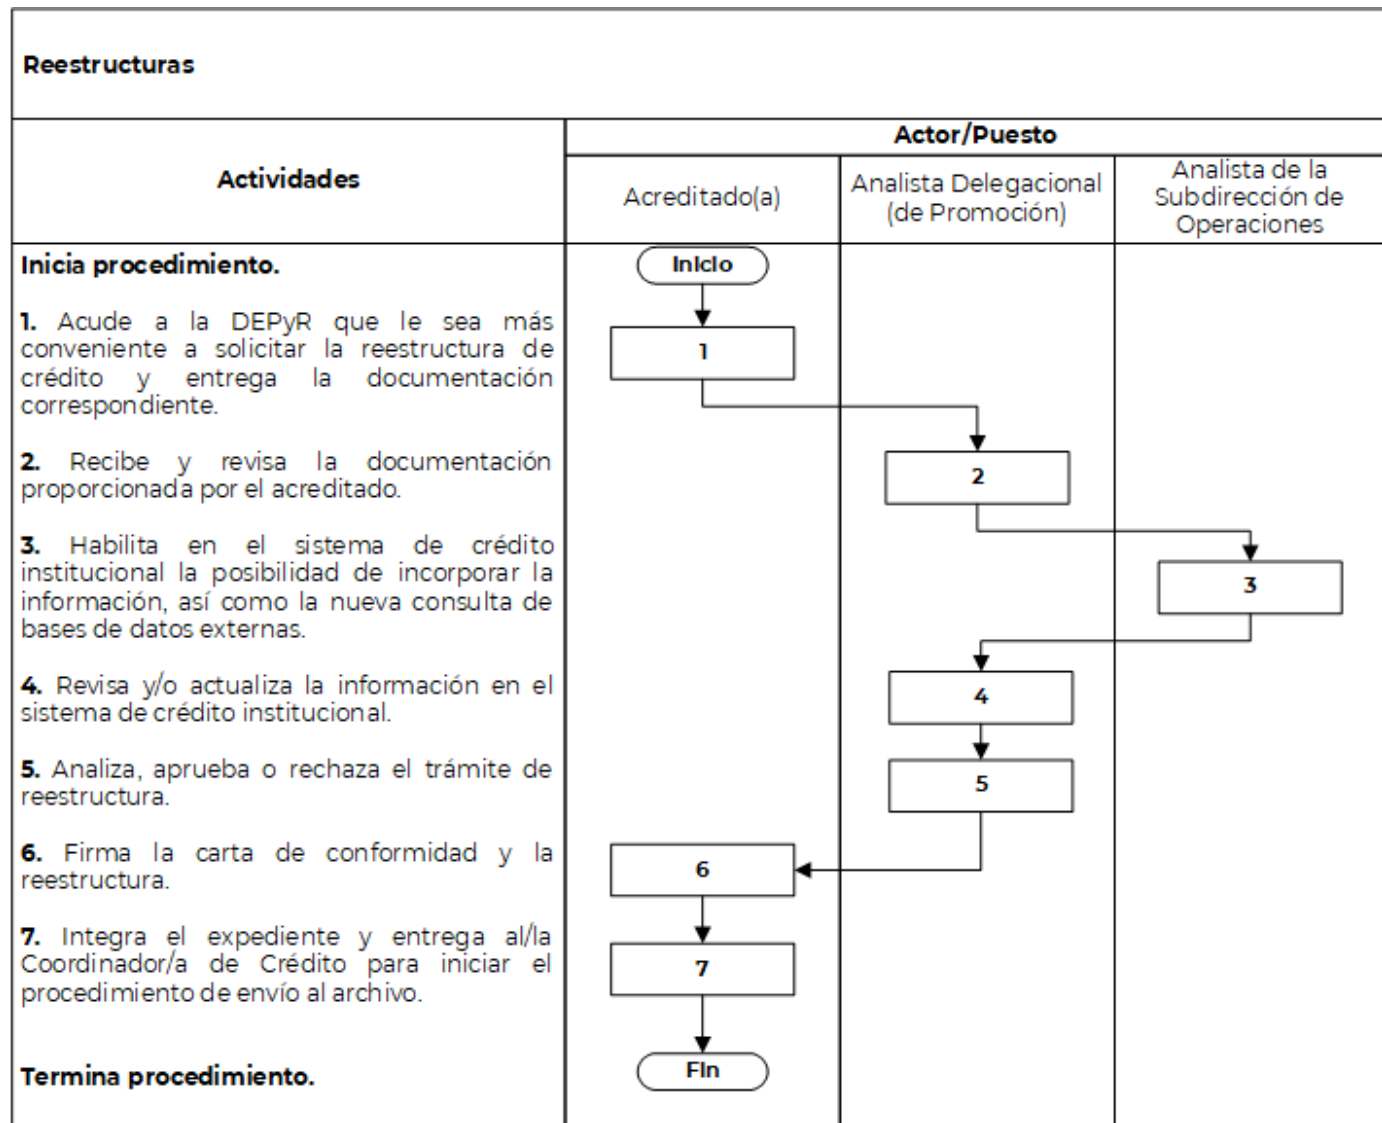 Reestructuras
Actividades
Actor/Puesto
Acreditado(a)
Analista Delegacional
(de Promoción)
Analista de la
Subdirección de
Operaciones
Inicia procedimiento.
1. Acude a la DEPyR que le sea más
conveniente a solicitar la reestructura de
crédito y entrega la documentación
correspondiente.
2. Recibe y revisa la documentación
proporcionada por el acreditado.
3. Habilita en el sistema de crédito
institucional la posibilidad de incorporar la
información, así como la nueva consulta de
bases de datos externas.
4. Revisa y/o actualiza la información en el
sistema de crédito institucional.
5. Analiza, aprueba o rechaza el trámite de
reestructura.
6. Firma la carta de conformidad y la
reestructura.
7. Integra el expediente y entrega al/la
Coordinador/a de Crédito para iniciar el
procedimiento de envío al archivo.
Termina procedimiento.
Inicio
1
2
3
4
5
6
7
Fin